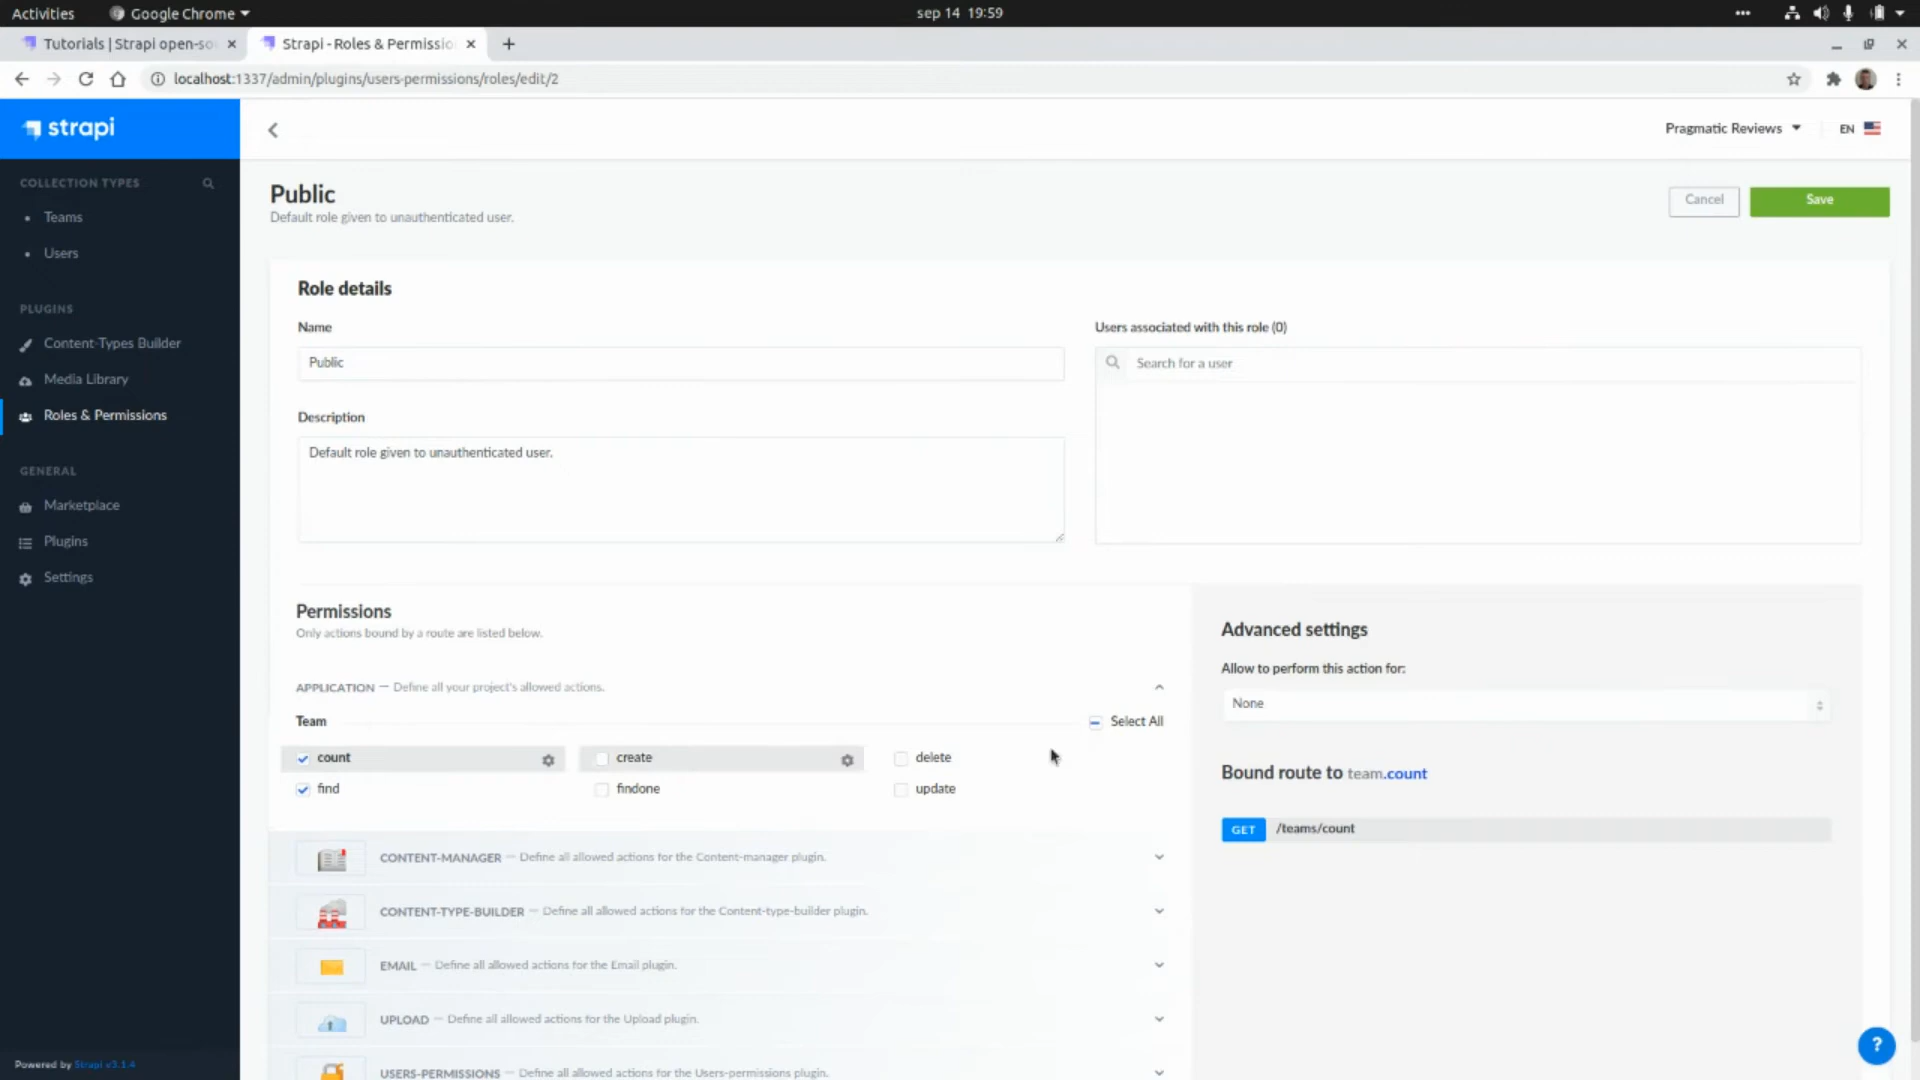 Activities
Google Chrome
sep 14 19:59
Tutorials | Strapi open-so
Strapi - Roles & Permissio
localhost:1337/admin/plugins/users-permissions/roles/edit/2
strapi
Pragmatic Reviews
EN
COLLECTION TYPES
Teams
Users
PLUGINS
Content-Types Builder
Media Library
Roles & Permissions
GENERAL
Marketplace
Plugins
Settings
Powered by Strapi v3.1.4
Public
Default role given to unauthenticated user.
Cancel
Save
Role details
Name
Public
Description
Default role given to unauthenticated user.
Users associated with this role (0)
Search for a user
Permissions
Only actions bound by a route are listed below.
APPLICATION — Define all your project's allowed actions.
Team
Select All
count
create
delete
find
findone
update
CONTENT-MANAGER — Define all allowed actions for the Content-manager plugin.
CONTENT-TYPE-BUILDER — Define all allowed actions for the Content-type-builder plugin.
EMAIL — Define all allowed actions for the Email plugin.
UPLOAD — Define all allowed actions for the Upload plugin.
USERS-PERMISSIONS — Define all allowed actions for the Users-permissions plugin.
Advanced settings
Allow to perform this action for:
None
Bound route to team.count
GET /teams/count
?